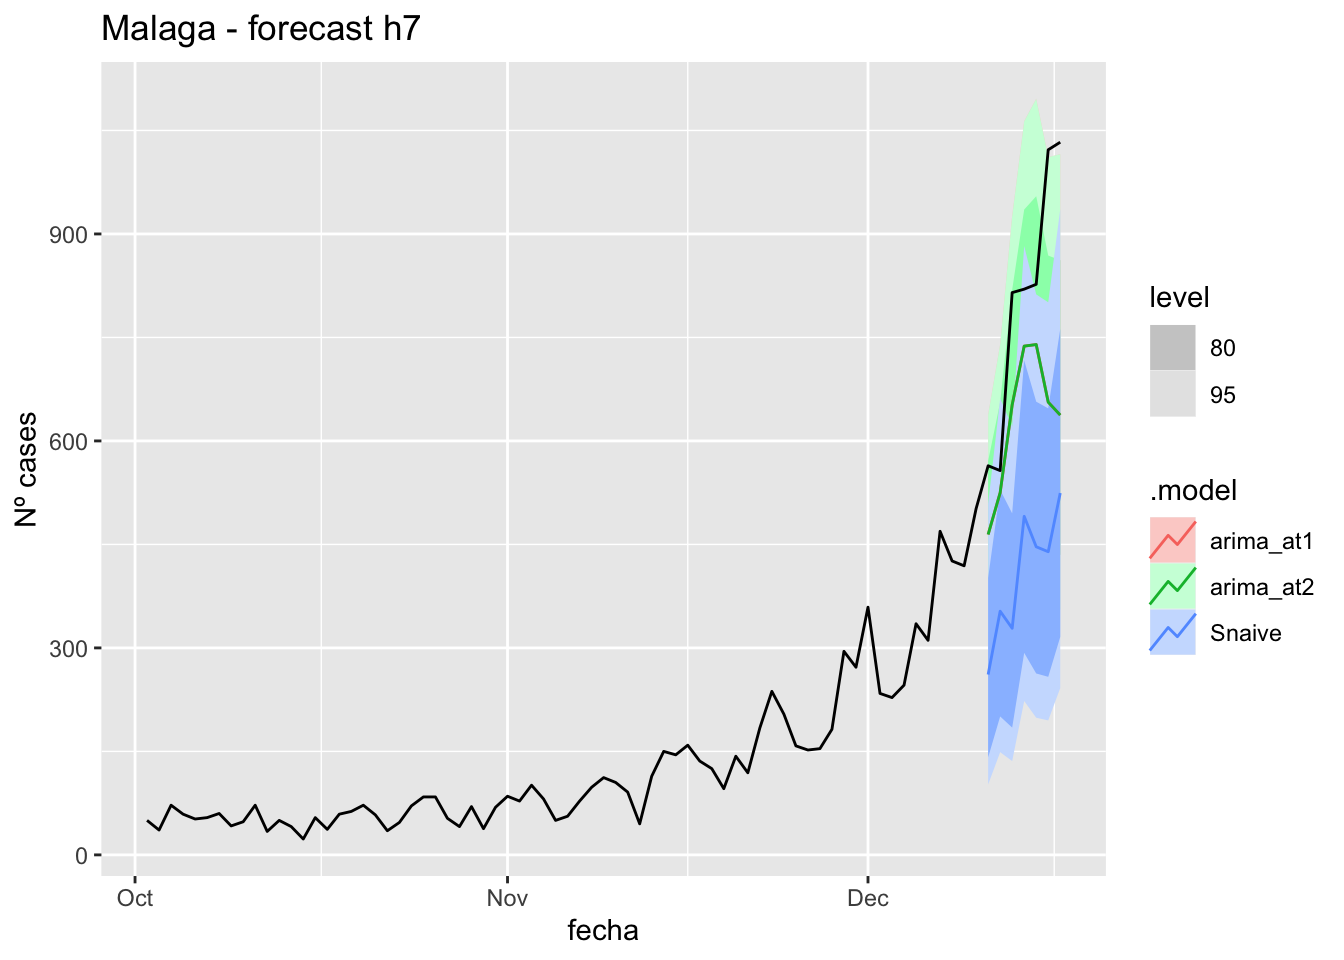 Malaga - forecast h7
Nº cases
900
600
300
0
Oct
Nov
Dec
fecha
level
80
95
.model
arima_at1
arima_at2
Snaive